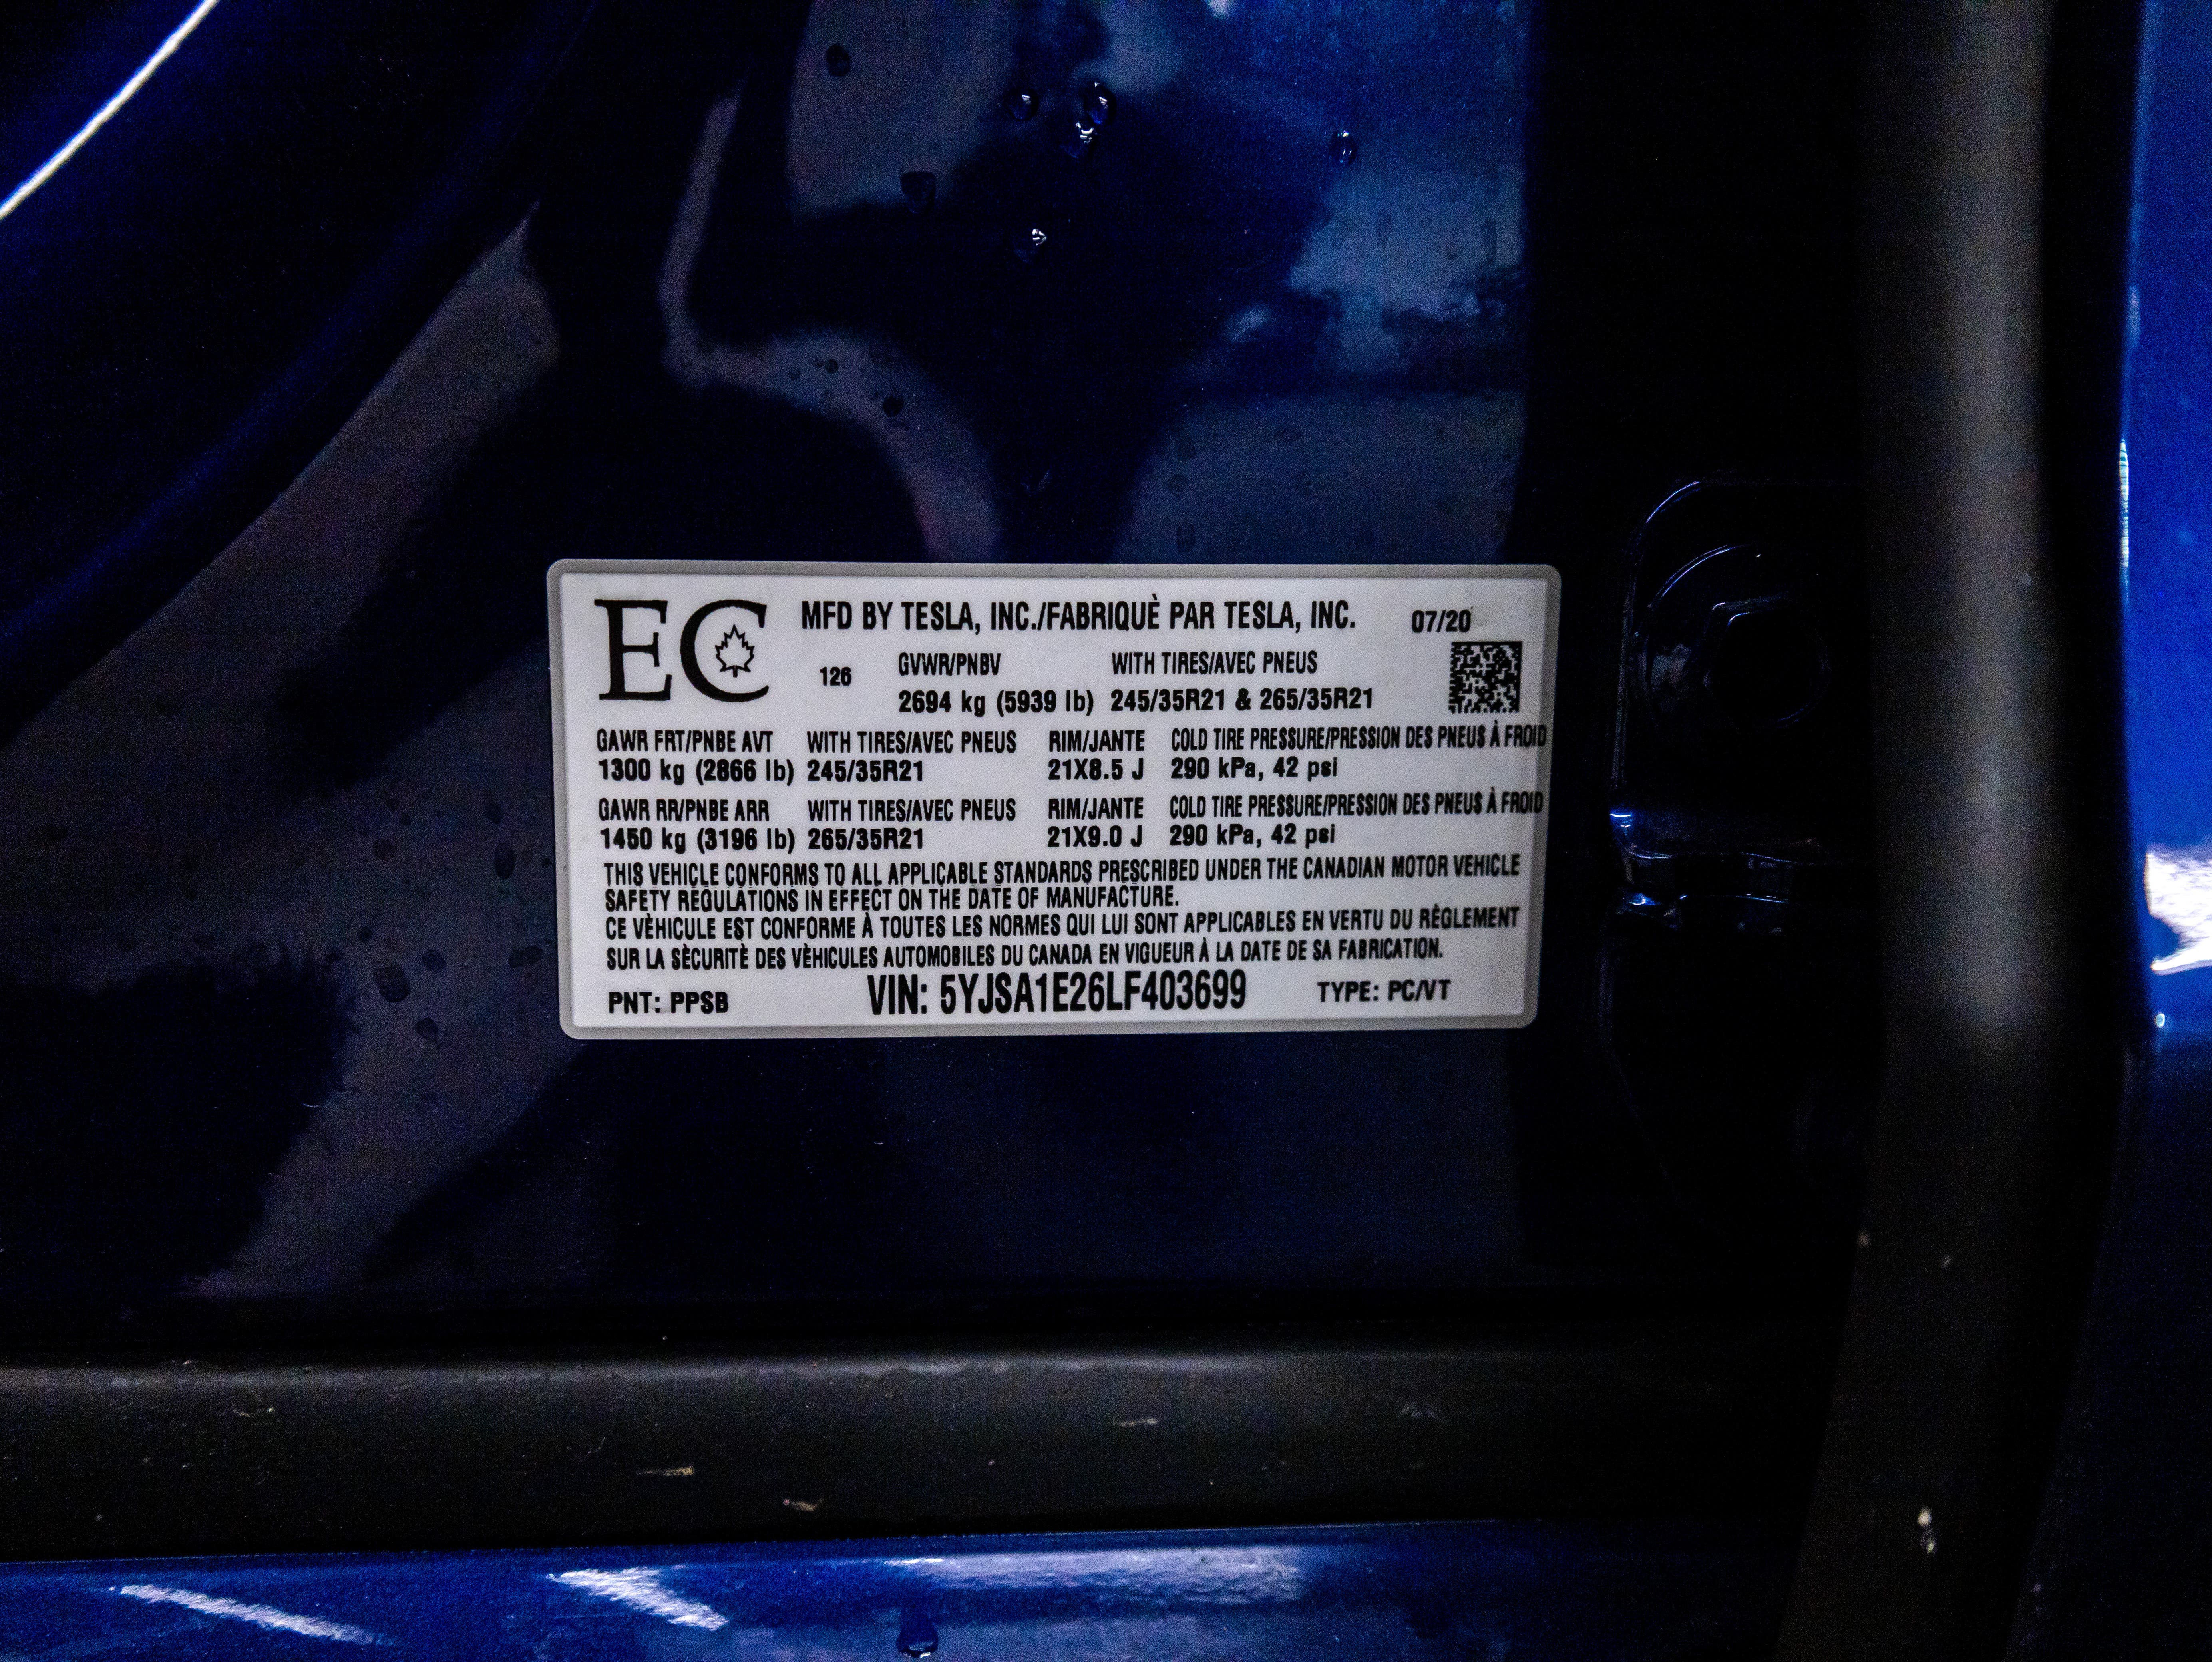 EC MFD BY TESLA, INC./FABRIQUÈ PAR TESLA, INC. 07/20
126 GVWR/PNBV WITH TIRES/AVEC PNEUS
2694 kg (5939 lb) 245/35R21 & 265/35R21
GAWR FRT/PNBE AVT WITH TIRES/AVEC PNEUS RIM/JANTE COLD TIRE PRESSURE/PRESSION DES PNEUS À FROID
1300 kg (2866 lb) 245/35R21 21X8.5 J 290 kPa, 42 psi
GAWR RR/PNBE ARR WITH TIRES/AVEC PNEUS RIM/JANTE COLD TIRE PRESSURE/PRESSION DES PNEUS À FROID
1450 kg (3196 lb) 265/35R21 21X9.0 J 290 kPa, 42 psi
THIS VEHICLE CONFORMS TO ALL APPLICABLE STANDARDS PRESCRIBED UNDER THE CANADIAN MOTOR VEHICLE
SAFETY REGULATIONS IN EFFECT ON THE DATE OF MANUFACTURE.
CE VÈHICULE EST CONFORME À TOUTES LES NORMES QUI LUI SONT APPLICABLES EN VERTU DU RÈGLEMENT
SUR LA SÈCURITÈ DES VÈHICULES AUTOMOBILES DU CANADA EN VIGUEUR À LA DATE DE SA FABRICATION.
PNT: PPSB VIN: 5YJSA1E26LF403699 TYPE: PC/VT